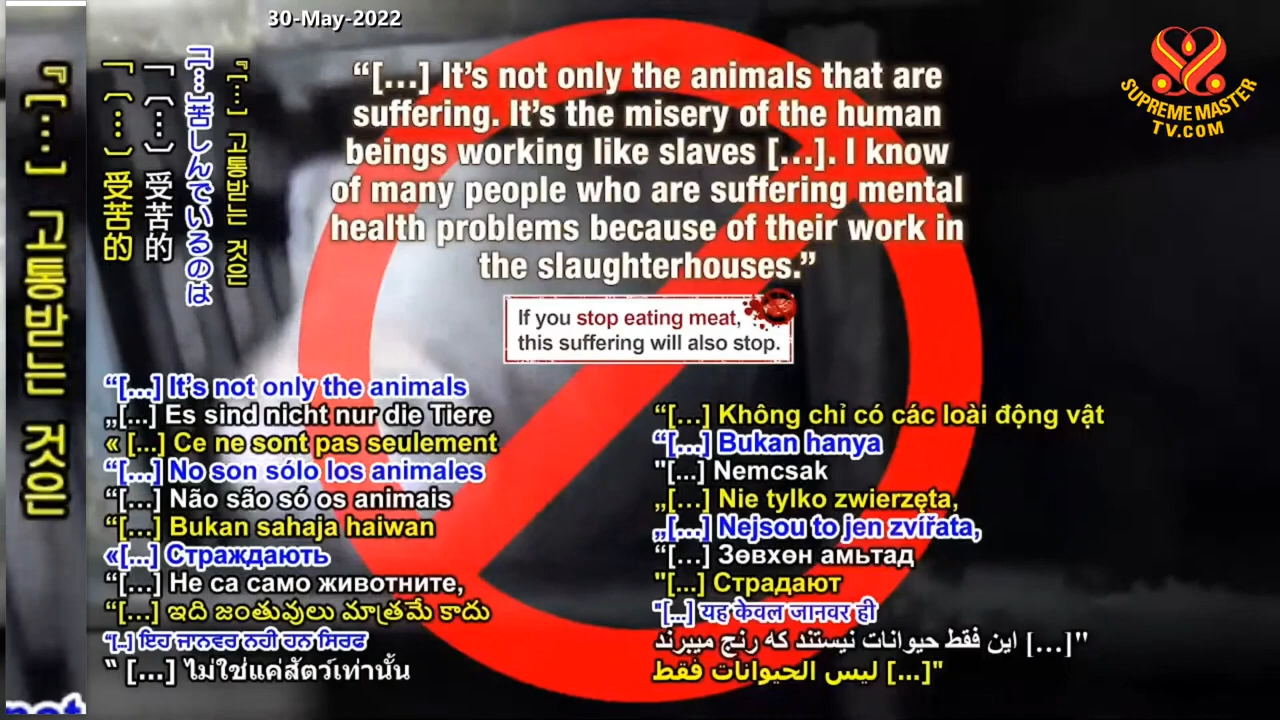 30-May-2022
SUPREME MASTER
TV.COM
『[…] 고통받는 것은
「﹝…﹞受苦的
「﹝…﹞受苦的
「[…]苦しんでいるのは
『[…] 고통받는 것은
“[…] It’s not only the animals that are
suffering. It’s the misery of the human
beings working like slaves […]. I know
of many people who are suffering mental
health problems because of their work in
the slaughterhouses.”
If you stop eating meat,
this suffering will also stop.
“[...] It’s not only the animals
„[...] Es sind nicht nur die Tiere
« [...] Ce ne sont pas seulement
“[...] No son sólo los animales
“[...] Não são só os animais
“[...] Bukan sahaja haiwan
«[...] Страждають
“[...] Не са само животните,
“[...] ఇది జంతువులు మాత్రమే కాదు
“[...] ਇਹ ਜਾਨਵਰ ਨਹੀ ਹਨ ਸਿਰਫ
“ [...] ไม่ใช่แค่สัตว์เท่านั้น
“[…] Không chỉ có các loài động vật
“[...] Bukan hanya
"[...] Nemcsak
„[...] Nie tylko zwierzęta,
„[...] Nejsou to jen zvířata,
“[…] Зөвхөн амьтад
"[...] Страдают
"[...] यह केवल जानवर ही
"[…] این فقط حیوانات نیستند که رنج میبرند
"[...] ليس الحيوانات فقط
not